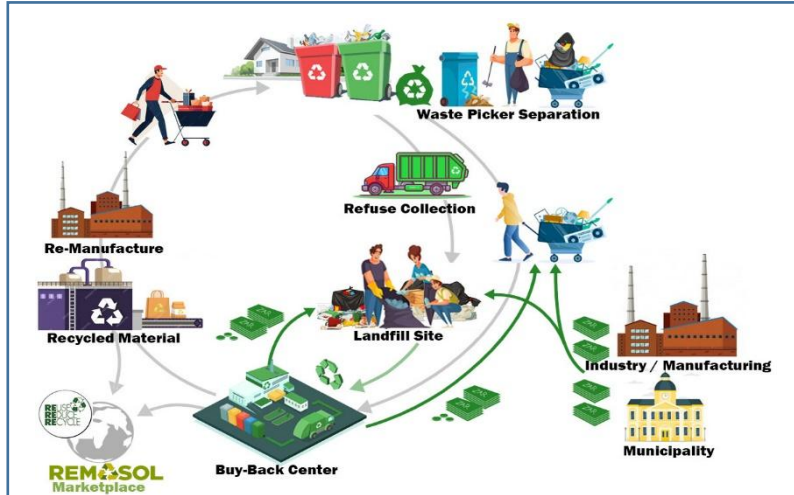 Waste Picker Separation
Refuse Collection
Re-Manufacture
Recycled Material
Landfill Site
Industry / Manufacturing
REUSE
REDUCE
RECYCLE
Buy-Back Center
Municipality
REMOSOL
Marketplace